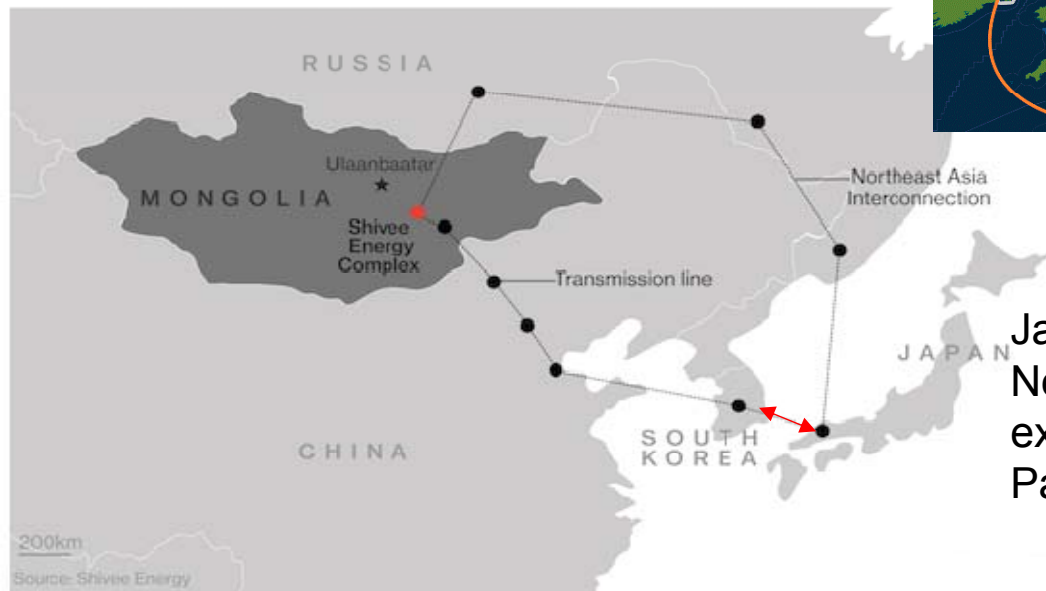 RUSSIA
Ulaanbaatar
MONGOLIA
Shivee
Energy
Complex
Northeast Asia
Interconnection
Transmission line
JAPAN
SOUTH
KOREA
CHINA
200km
Source: Shivee Energy